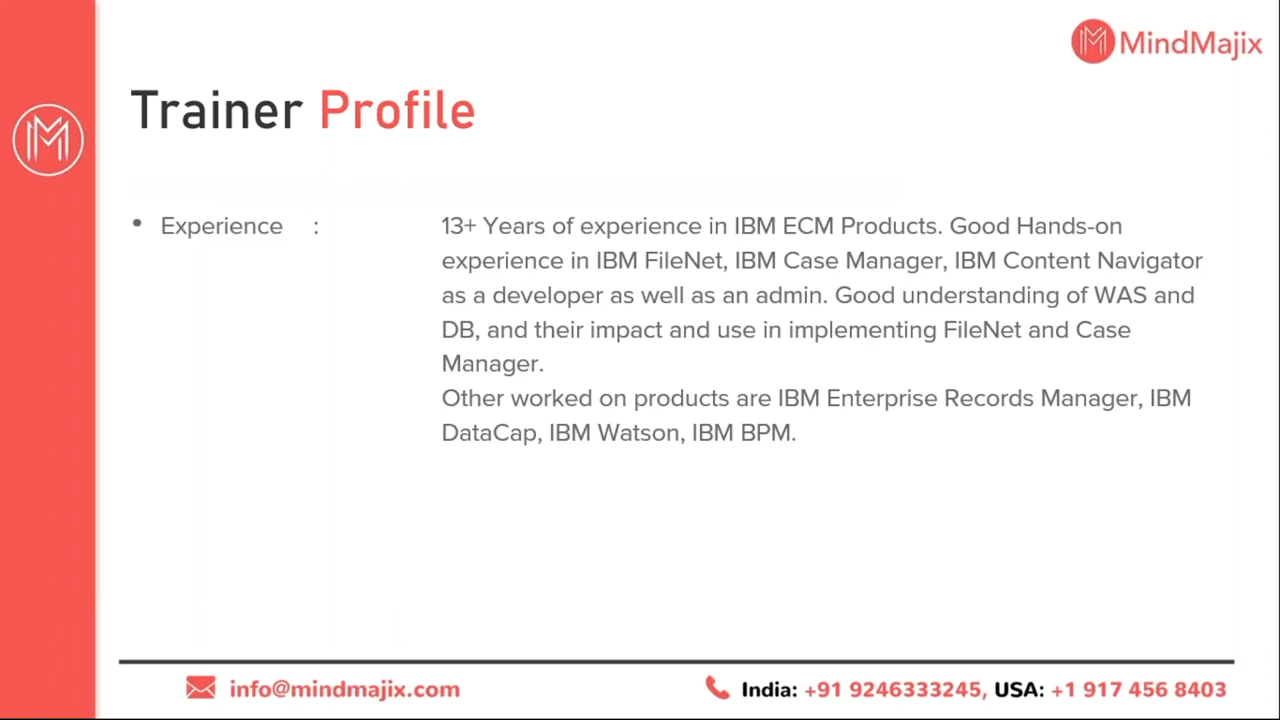 MindMajix
Trainer Profile
• Experience : 13+ Years of experience in IBM ECM Products. Good Hands-on
experience in IBM FileNet, IBM Case Manager, IBM Content Navigator
as a developer as well as an admin. Good understanding of WAS and
DB, and their impact and use in implementing FileNet and Case
Manager.
Other worked on products are IBM Enterprise Records Manager, IBM
DataCap, IBM Watson, IBM BPM.
info@mindmajix.com India: +91 9246333245, USA: +1 917 456 8403